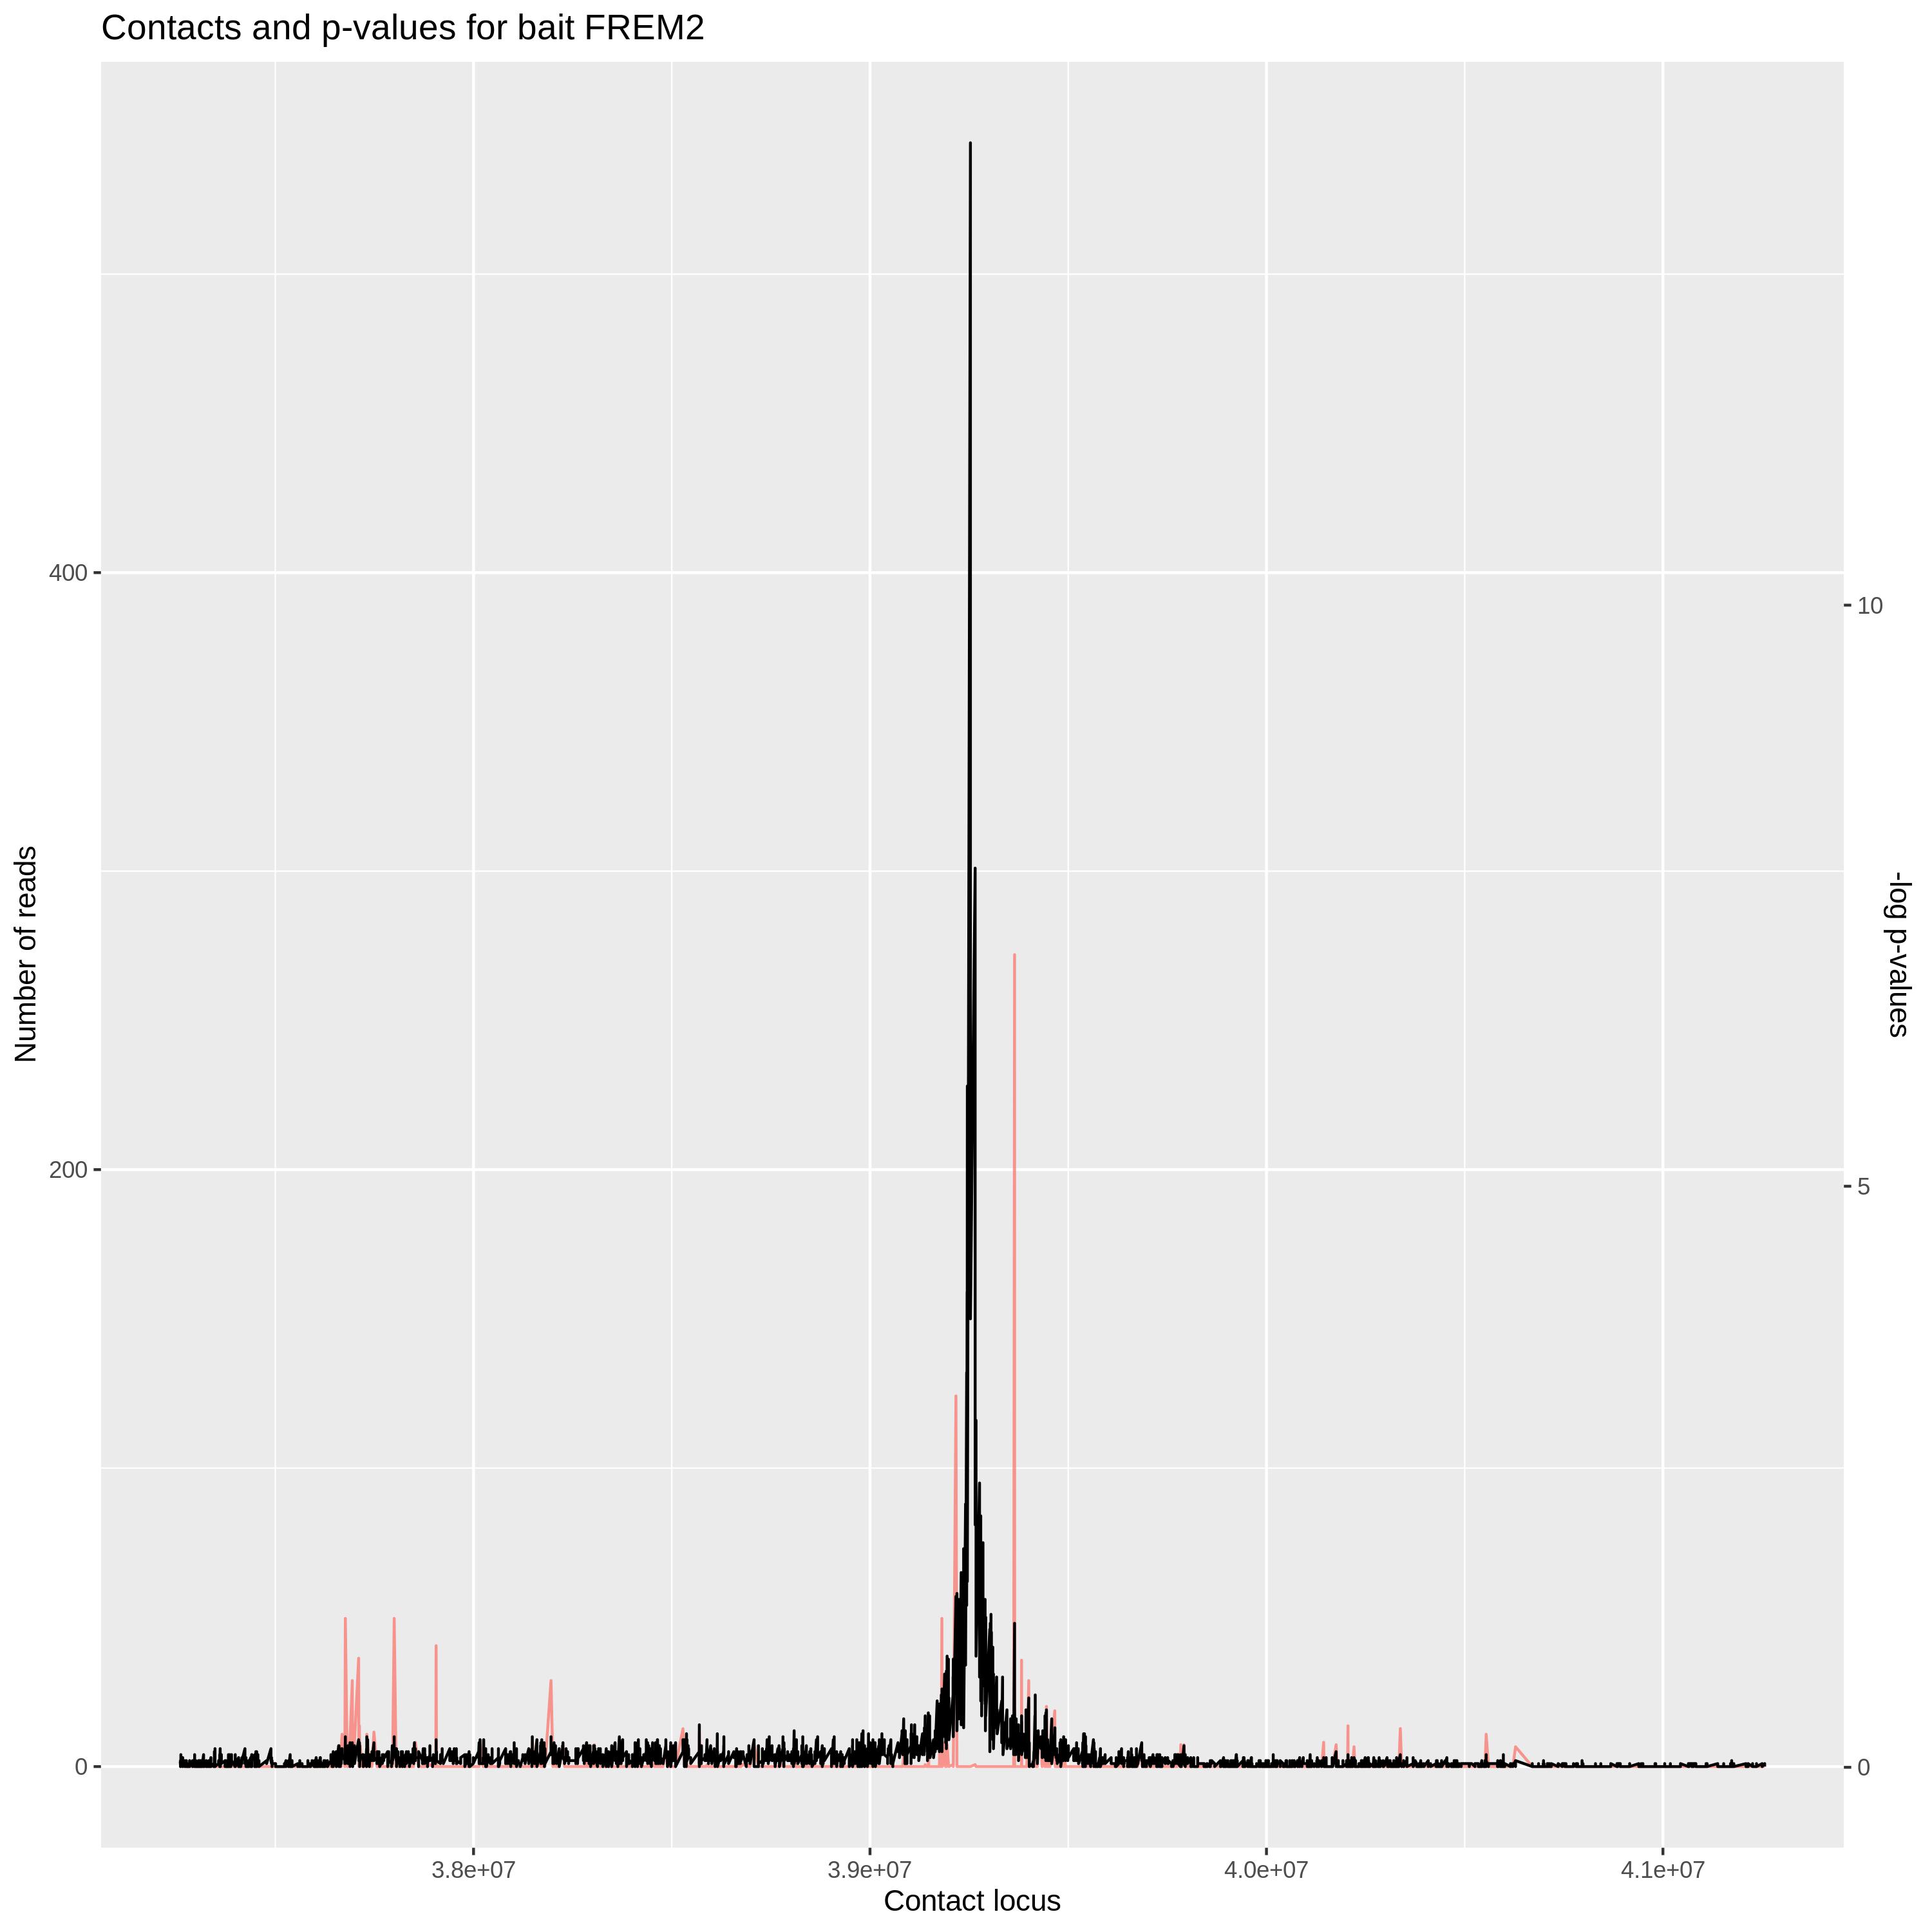 Contacts and p-values for bait FREM2
Number of reads
400
200
0
10
5
0
-log p-values
3.8e+07
3.9e+07
4.0e+07
4.1e+07
Contact locus